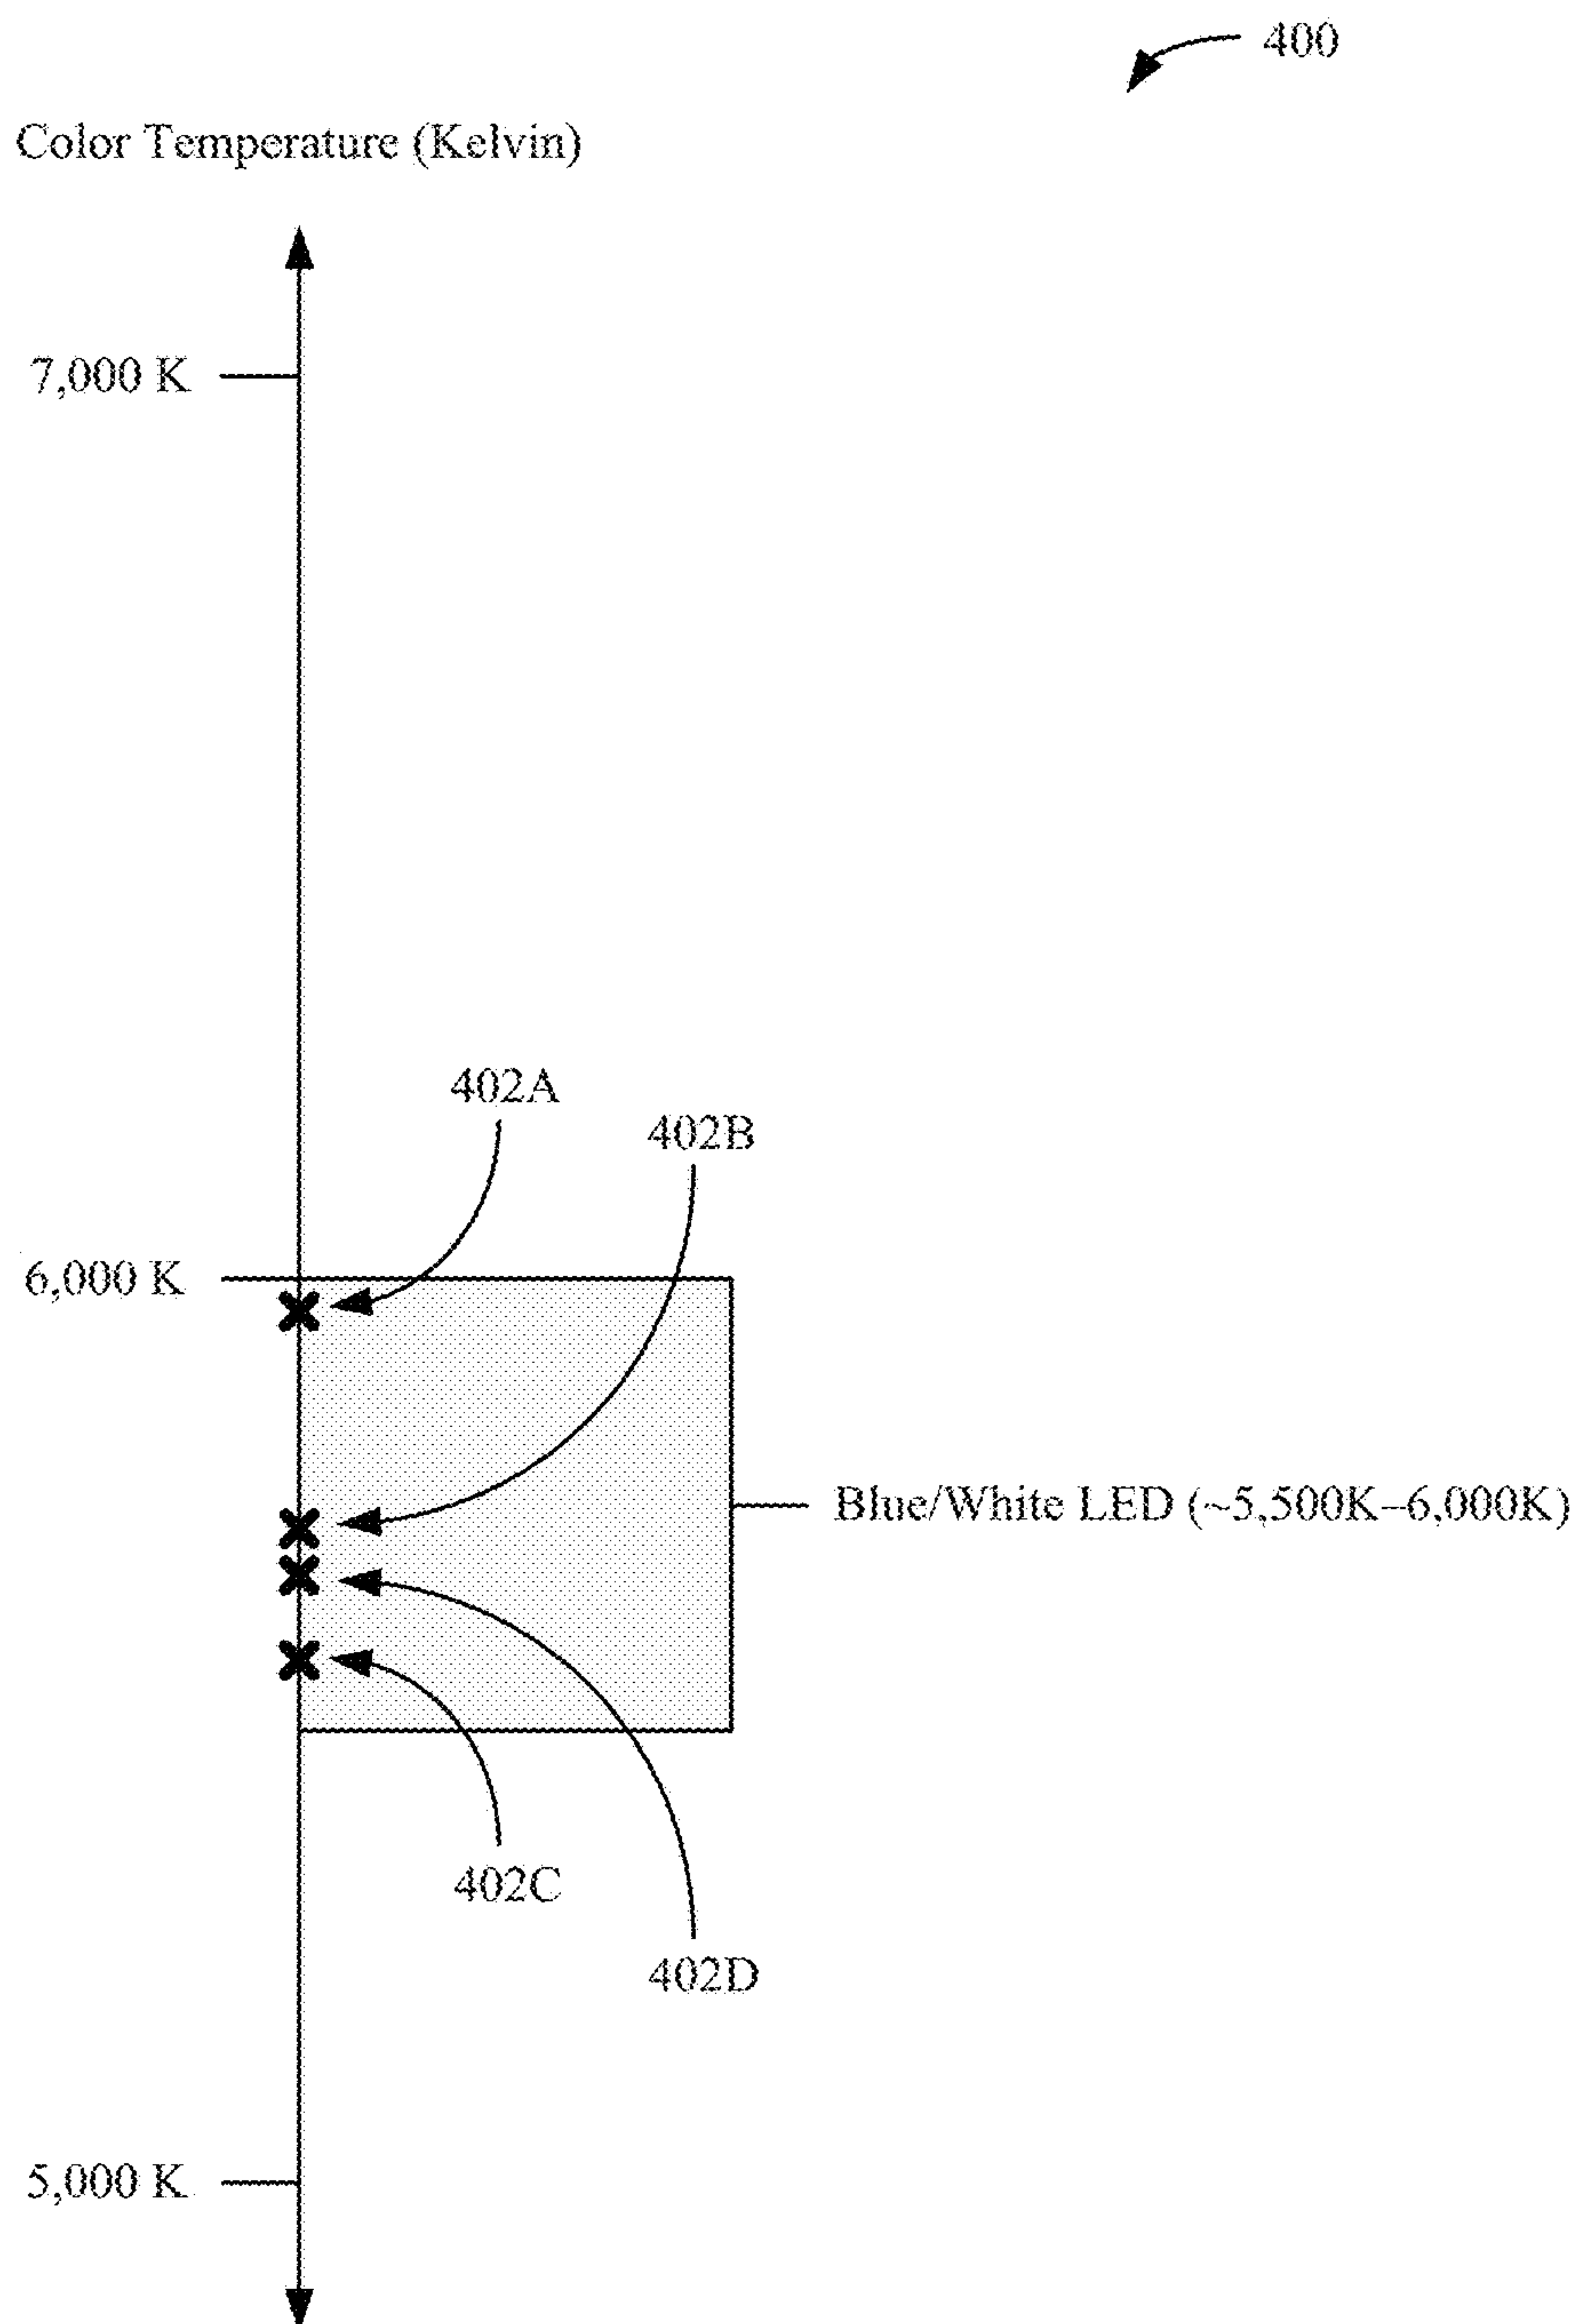 400
Color Temperature (Kelvin)
7,000 K
402A
402B
6,000 K
Blue/White LED (~5,500K–6,000K)
402C
402D
5,000 K